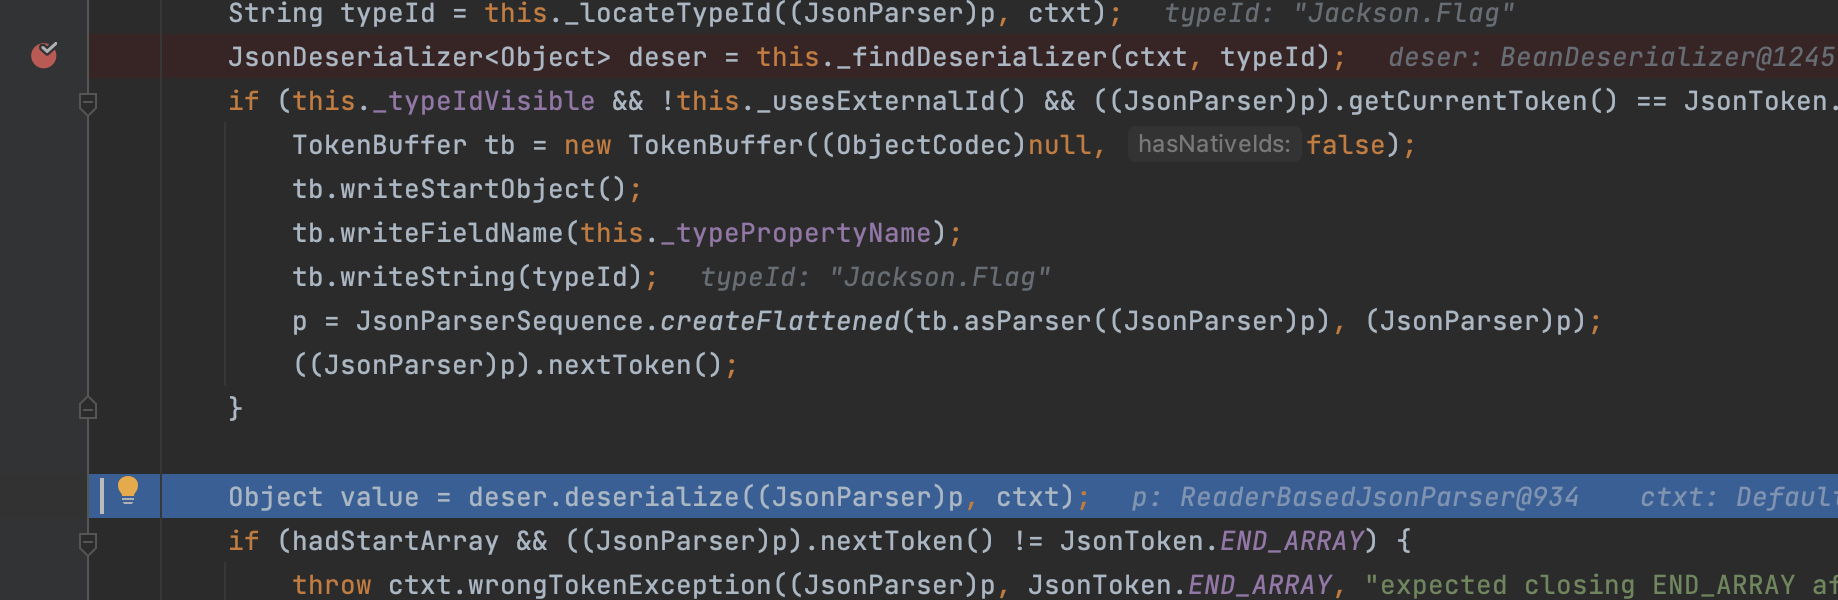 String typeId = this._locateTypeId((JsonParser)p, ctxt);   typeId: "Jackson.Flag"
JsonDeserializer<Object> deser = this._findDeserializer(ctxt, typeId);   deser: BeanDeserializer@1245
if (this._typeIdVisible && !this._usesExternalId() && ((JsonParser)p).getCurrentToken() == JsonToken.
TokenBuffer tb = new TokenBuffer((ObjectCodec)null, hasNativeIds: false);
tb.writeStartObject();
tb.writeFieldName(this._typePropertyName);
tb.writeString(typeId);   typeId: "Jackson.Flag"
p = JsonParserSequence.createFlattened(tb.asParser((JsonParser)p), (JsonParser)p);
((JsonParser)p).nextToken();
}
Object value = deser.deserialize((JsonParser)p, ctxt);   p: ReaderBasedJsonParser@934   ctxt: Default
if (hadStartArray && ((JsonParser)p).nextToken() != JsonToken.END_ARRAY) {
throw ctxt.wrongTokenException((JsonParser)p, JsonToken.END_ARRAY, "expected closing END_ARRAY af